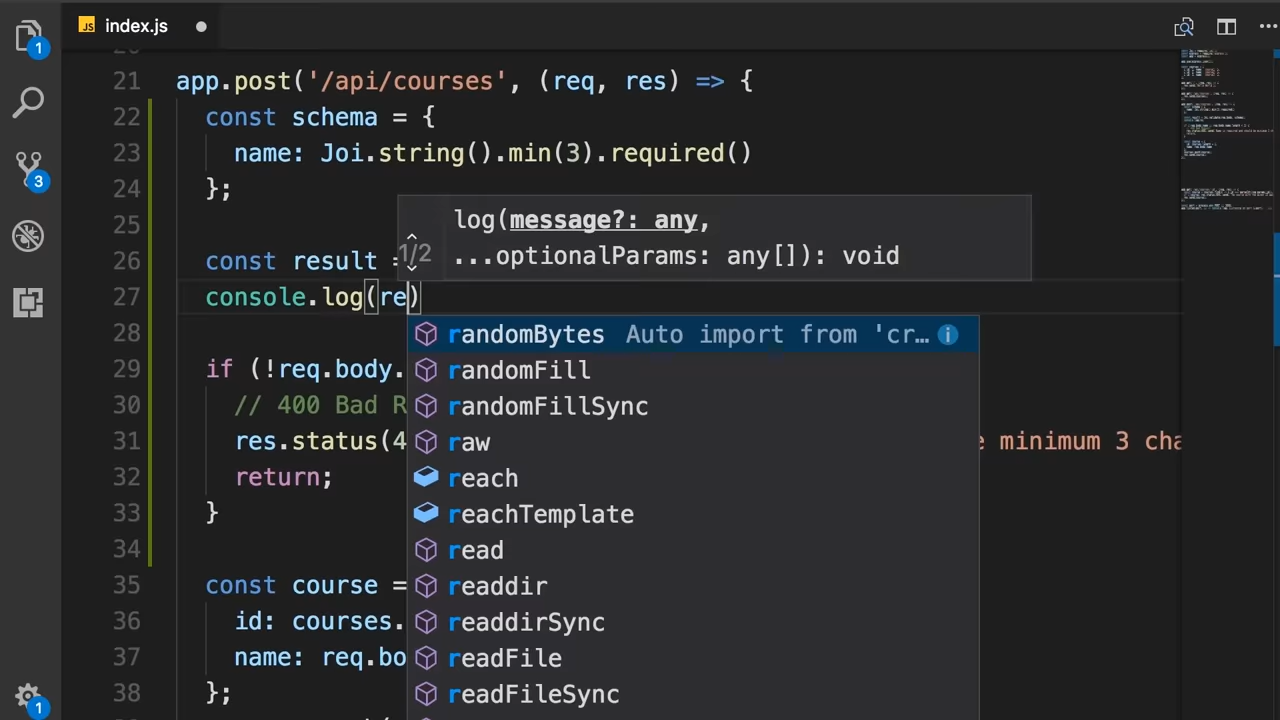 JS index.js
1
21 app.post('/api/courses', (req, res) => {
22 const schema = {
23 name: Joi.string().min(3).required()
24 };
25
26 const result =
27 console.log(re)
28
29 if (!req.body.
30 // 400 Bad R
31 res.status(4 minimum 3 cha
32 return;
33 }
34
35 const course =
36 id: courses.
37 name: req.bo
38 };
3
1
1/2
log(message?: any,
...optionalParams: any[]): void
randomBytes Auto import from 'cr…
randomFill
randomFillSync
raw
reach
reachTemplate
read
readdir
readdirSync
readFile
readFileSync